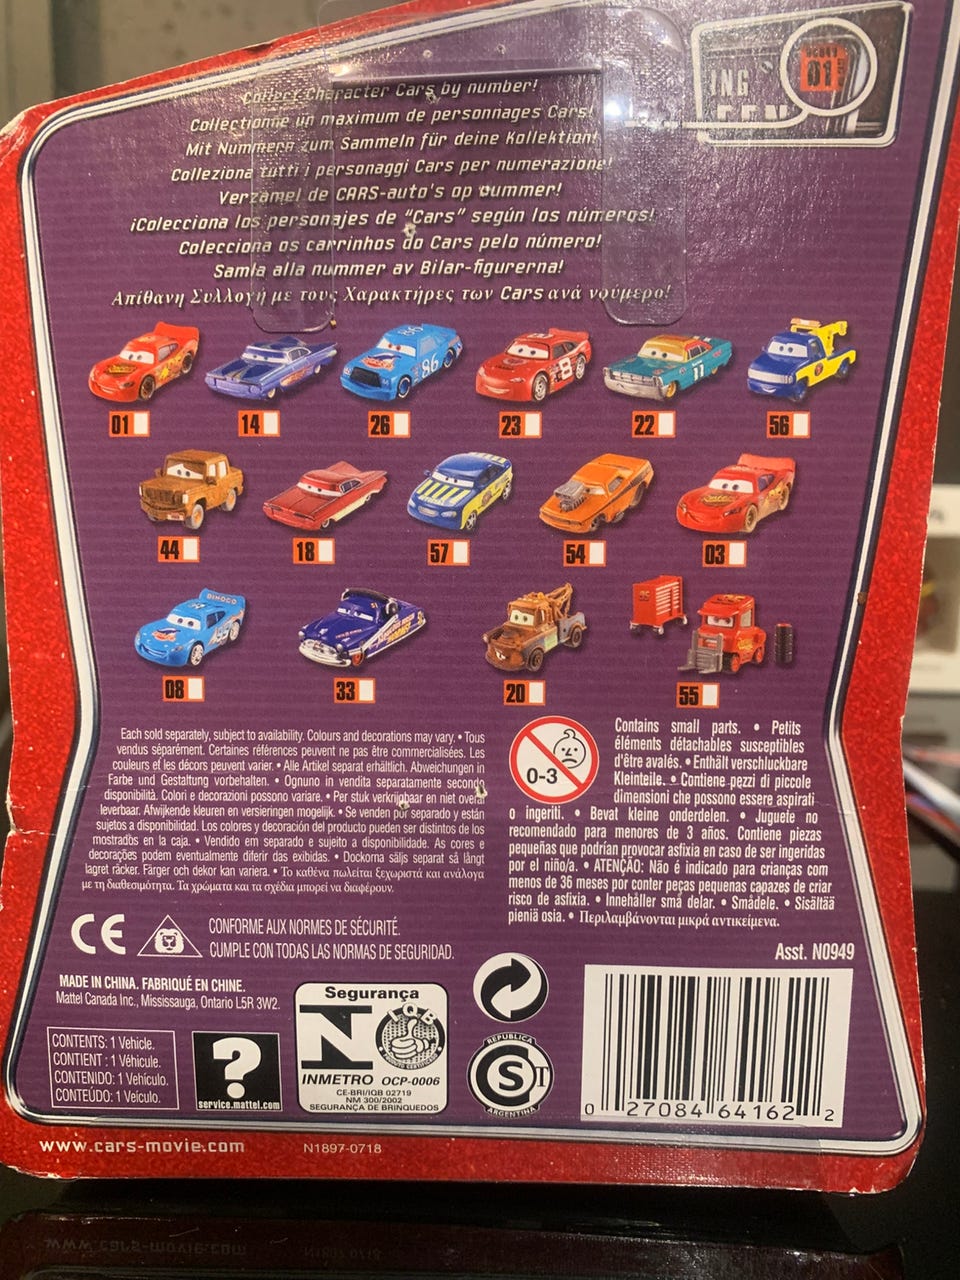 ING
01
Collect Character Cars by number!
Collectionne un maximum de personnages Cars!
Mit Nummern zum Sammeln für deine Kollektion!
Colleziona tutti i personaggi Cars per numerazione!
Verzamel de CARS-auto's op nummer!
¡Colecciona los personajes de "Cars" según los números!
Colecciona os carrinhos do Cars pelo número!
Samla alla nummer av Bilar-figurerna!
Απίθανη Συλλογή με τους Χαρακτήρες των Cars ανά νούμερο!
86
8
11
01 14 26 23 22 56
44 18 57 54 03
DINOCO
08 33 20 55
Each sold separately, subject to availability. Colours and decorations may vary. • Tous
vendus séparément. Certaines références peuvent ne pas être commercialisées. Les
couleurs et les décors peuvent varier. • Alle Artikel separat erhältlich. Abweichungen in
Farbe und Gestaltung vorbehalten. • Ognuno in vendita separatamente secondo
disponibilità. Colori e decorazioni possono variare. • Per stuk verkrijgbaar en niet overal
leverbaar. Afwijkende kleuren en versieringen mogelijk. • Se venden por separado y están
sujetos a disponibilidad. Los colores y decoración del producto pueden ser distintos de los
mostrados en la caja. • Vendido em separado e sujeito a disponibilidade. As cores e
decorações podem eventualmente diferir das exibidas. • Dockorna säljs separat så långt
lagret räcker. Färger och dekor kan variera. • Το καθένα πωλείται ξεχωριστά και ανάλογα
με τη διαθεσιμότητα. Τα χρώματα και τα σχέδια μπορεί να διαφέρουν.
0-3
Contains small parts. • Petits
éléments détachables susceptibles
d'être avalés. • Enthält verschluckbare
Kleinteile. • Contiene pezzi di piccole
dimensioni che possono essere aspirati
o ingeriti. • Bevat kleine onderdelen. • Juguete no
recomendado para menores de 3 años. Contiene piezas
pequeñas que podrían provocar asfixia en caso de ser ingeridas
por el niño/a. • ATENÇÃO: Não é indicado para crianças com
menos de 36 meses por conter peças pequenas capazes de criar
risco de asfixia. • Innehåller små delar. • Smådele. • Sisältää
pieniä osia. • Περιλαμβάνονται μικρά αντικείμενα.
CE
CONFORME AUX NORMES DE SÉCURITÉ.
CUMPLE CON TODAS LAS NORMAS DE SEGURIDAD.
Asst. N0949
MADE IN CHINA. FABRIQUÉ EN CHINE.
Mattel Canada Inc., Mississauga, Ontario L5R 3W2.
CONTENTS: 1 Vehicle.
CONTIENT : 1 Véhicule.
CONTENIDO: 1 Vehículo.
CONTEÚDO: 1 Veículo.
?
service.mattel.com
Segurança
N
IQB
PRODUTO CERTIFICADO
INMETRO OCP-0006
CE-BRI/IQB 02719
NM 300/2002
SEGURANÇA DE BRINQUEDOS
REPUBLICA
S T
ARGENTINA
0 27084 64162 2
www.cars-movie.com
N1897-0718